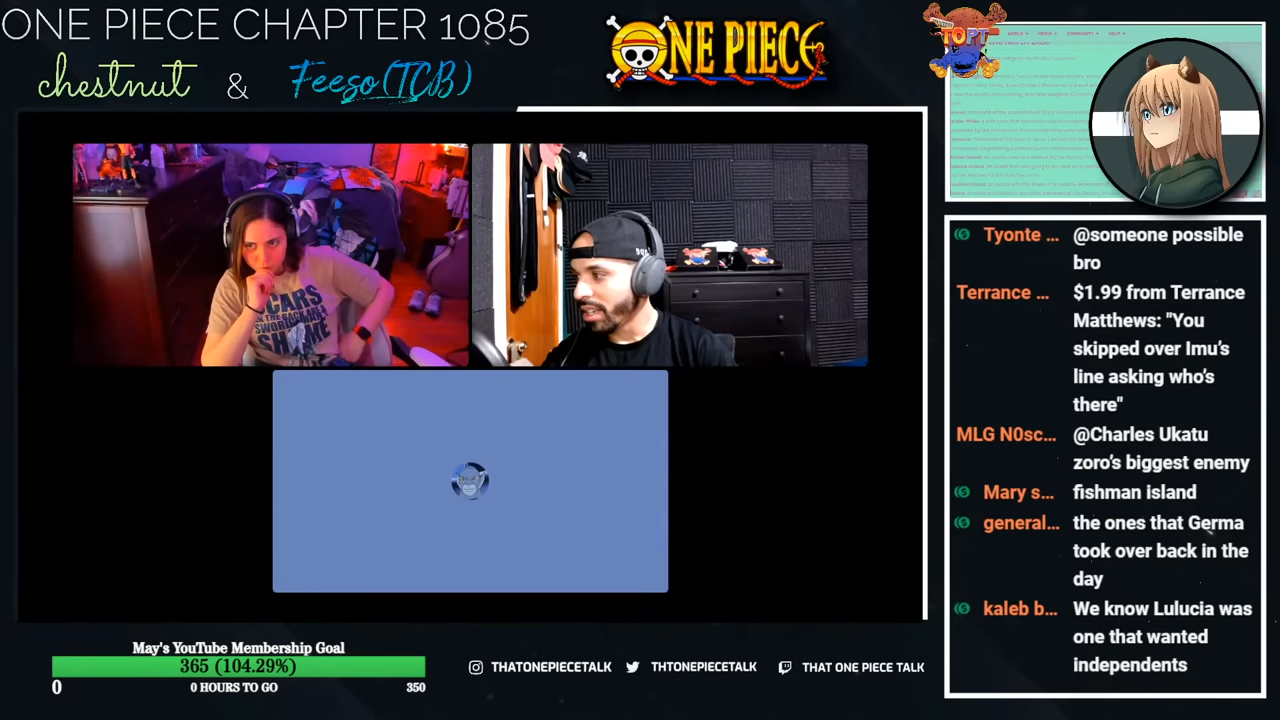 ONE PIECE CHAPTER 1085
chestnut & Feeso(TCB)
ONE PIECE
TOPT
CARS
SWORDS
SHAME
Tyonte ... @someone possible
bro
Terrance ... $1.99 from Terrance
Matthews: "You
skipped over Imu's
line asking who's
there"
MLG N0sc... @Charles Ukatu
zoro's biggest enemy
Mary s... fishman island
general... the ones that Germa
took over back in the
day
kaleb b... We know Lulucia was
one that wanted
independents
May's YouTube Membership Goal
365 (104.29%)
0 0 HOURS TO GO 350
THATONEPIECETALK THTONEPIECETALK THAT ONE PIECE TALK